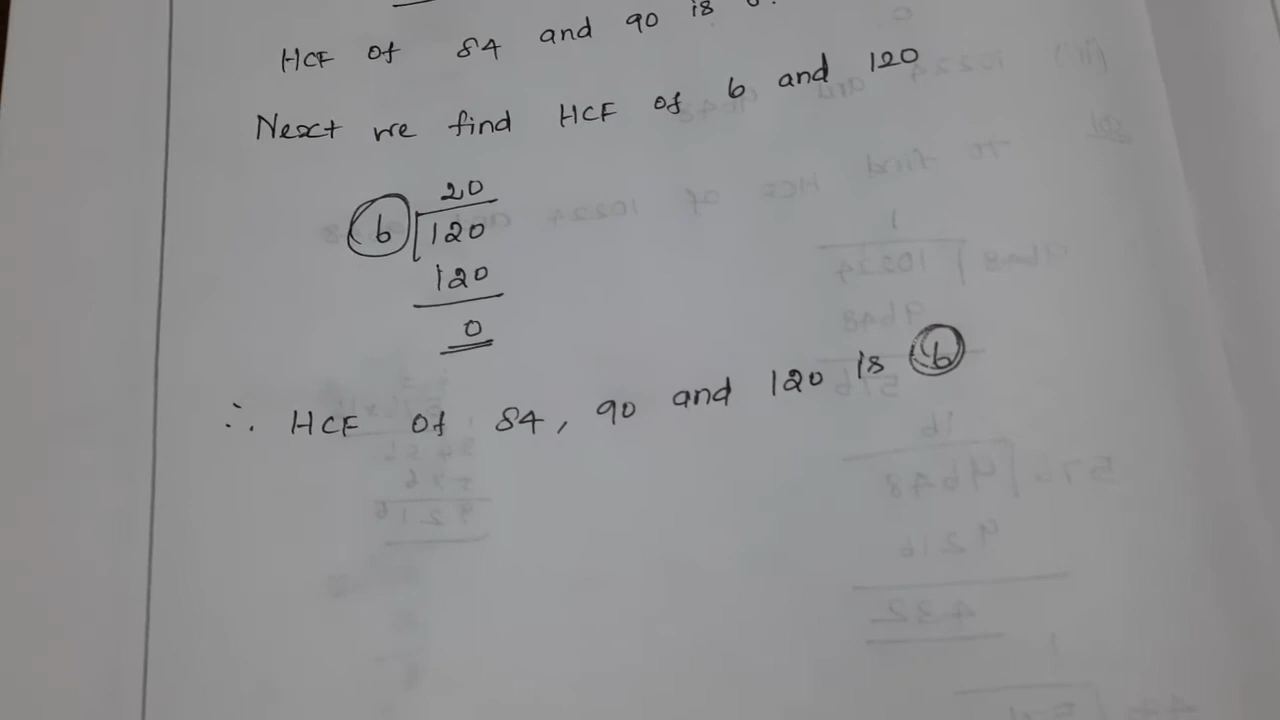 HCF of 84 and 90 is
Next we find HCF of 6 and 120
20
6 120
120
0
∴ HCF of 84, 90 and 120 is 6